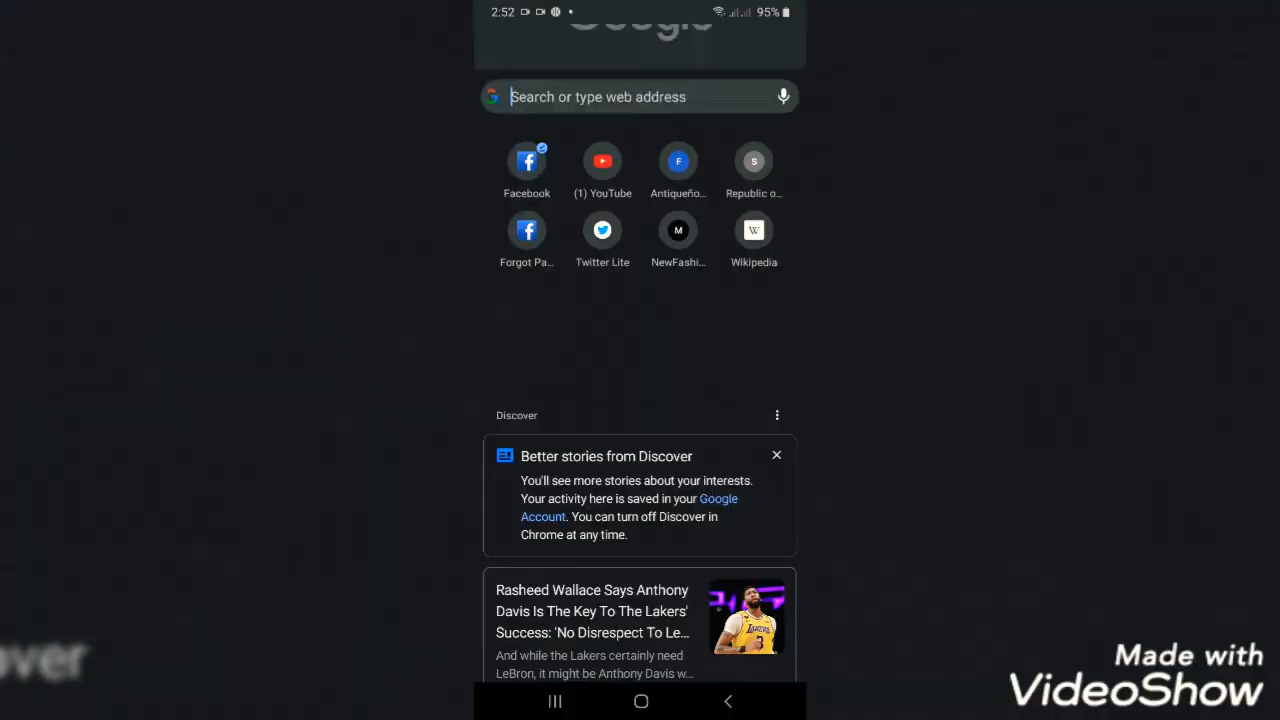 2:52
95%
Google
Search or type web address
Facebook
(1) YouTube
Antiqueño...
Republic o...
Forgot Pa...
Twitter Lite
NewFashi...
Wikipedia
Discover
Better stories from Discover
You'll see more stories about your interests.
Your activity here is saved in your Google
Account. You can turn off Discover in
Chrome at any time.
Rasheed Wallace Says Anthony
Davis Is The Key To The Lakers'
Success: 'No Disrespect To Le...
And while the Lakers certainly need
LeBron, it might be Anthony Davis w...
Made with
VideoShow